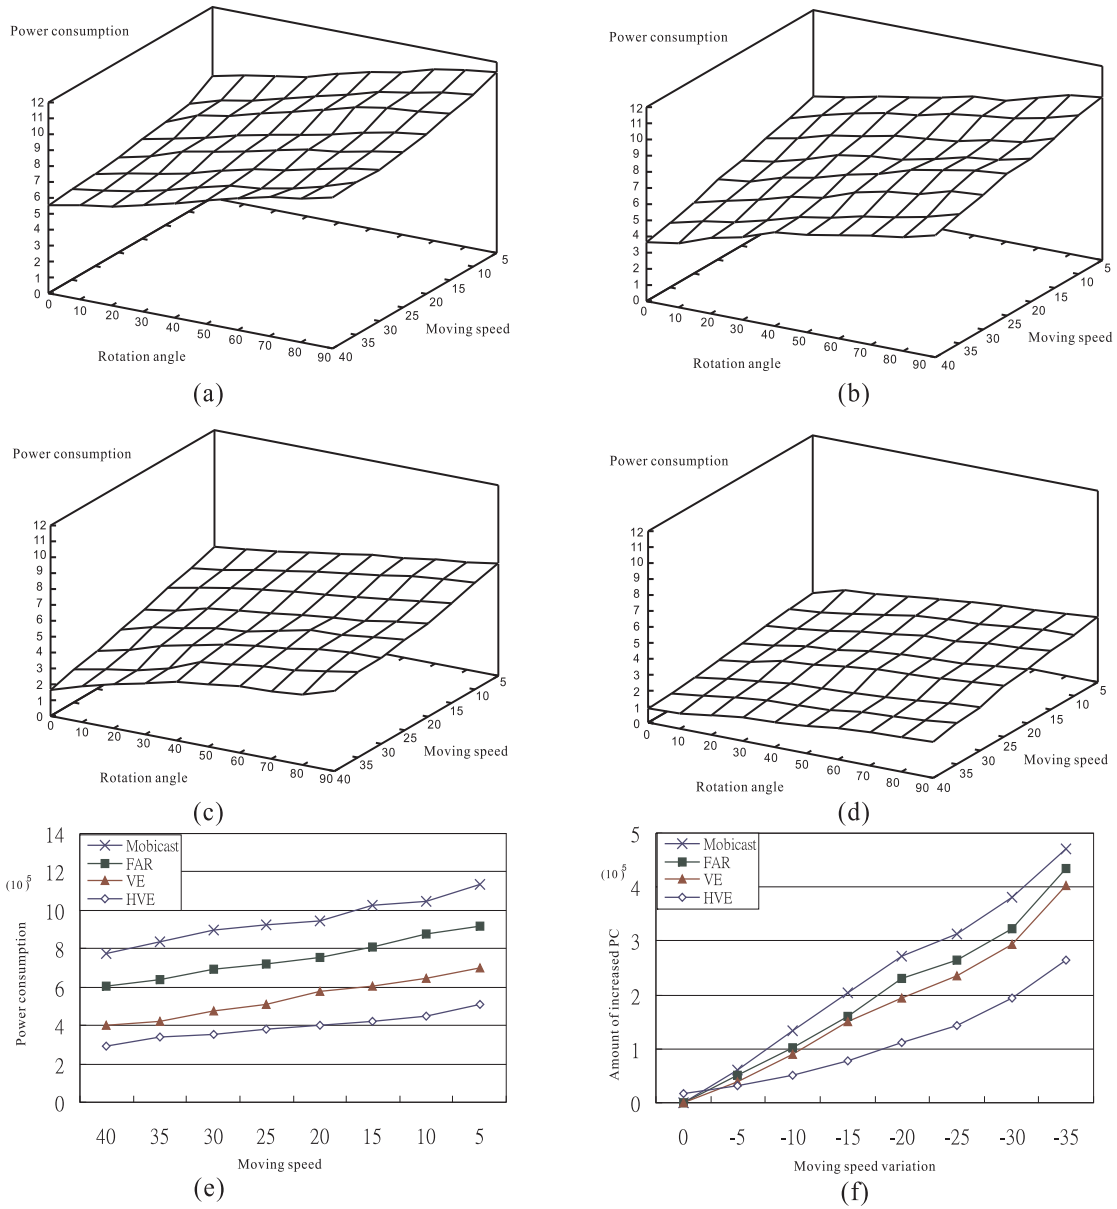 Power consumption
12
11
10
9
8
7
6
5
4
3
2
1
0
0 10 20 30 40 50 60 70 80 90
40 35 30 25 20 15 10 5
Rotation angle
Moving speed
(a)
Power consumption
12
11
10
9
8
7
6
5
4
3
2
1
0
0 10 20 30 40 50 60 70 80 90
40 35 30 25 20 15 10 5
Rotation angle
Moving speed
(b)
Power consumption
12
11
10
9
8
7
6
5
4
3
2
1
0
0 10 20 30 40 50 60 70 80 90
40 35 30 25 20 15 10 5
Rotation angle
Moving speed
(c)
Power consumption
12
11
10
9
8
7
6
5
4
3
2
1
0
0 10 20 30 40 50 60 70 80 90
40 35 30 25 20 15 10 5
Rotation angle
Moving speed
(d)
14
12
10
8
6
4
2
0
(10)5
Power consumption
Mobicast
FAR
VE
HVE
40 35 30 25 20 15 10 5
Moving speed
(e)
5
4
3
2
1
0
(10)5
Amount of increased PC
Mobicast
FAR
VE
HVE
0 -5 -10 -15 -20 -25 -30 -35
Moving speed variation
(f)